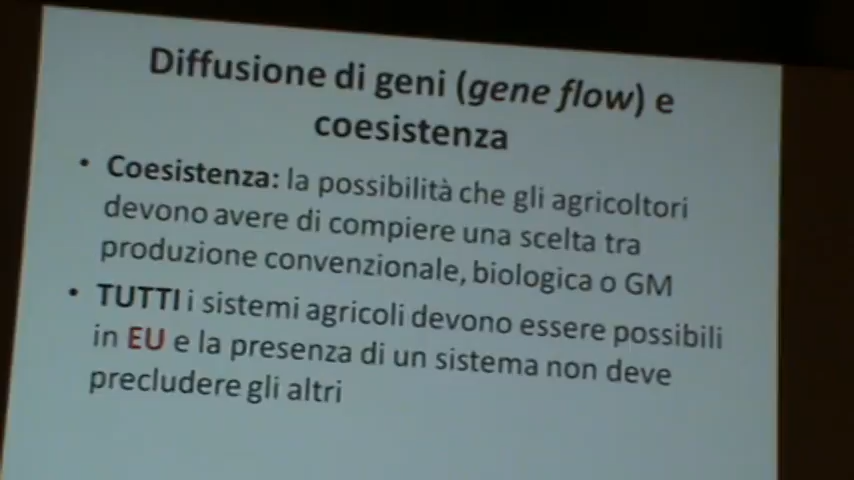 Diffusione di geni (gene flow) e
coesistenza
• Coesistenza: la possibilità che gli agricoltori
devono avere di compiere una scelta tra
produzione convenzionale, biologica o GM
• TUTTI i sistemi agricoli devono essere possibili
in EU e la presenza di un sistema non deve
precludere gli altri